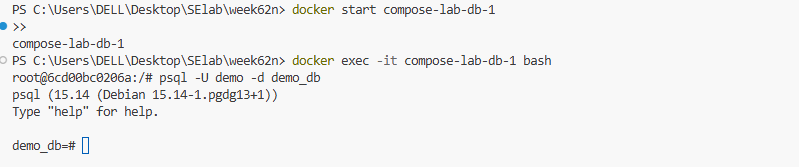 PS C:\Users\DELL\Desktop\SElab\week62n> docker start compose-lab-db-1
>>
compose-lab-db-1
PS C:\Users\DELL\Desktop\SElab\week62n> docker exec -it compose-lab-db-1 bash
root@6cd00bc0206a:/# psql -U demo -d demo_db
psql (15.14 (Debian 15.14-1.pgdg13+1))
Type "help" for help.
demo_db=#